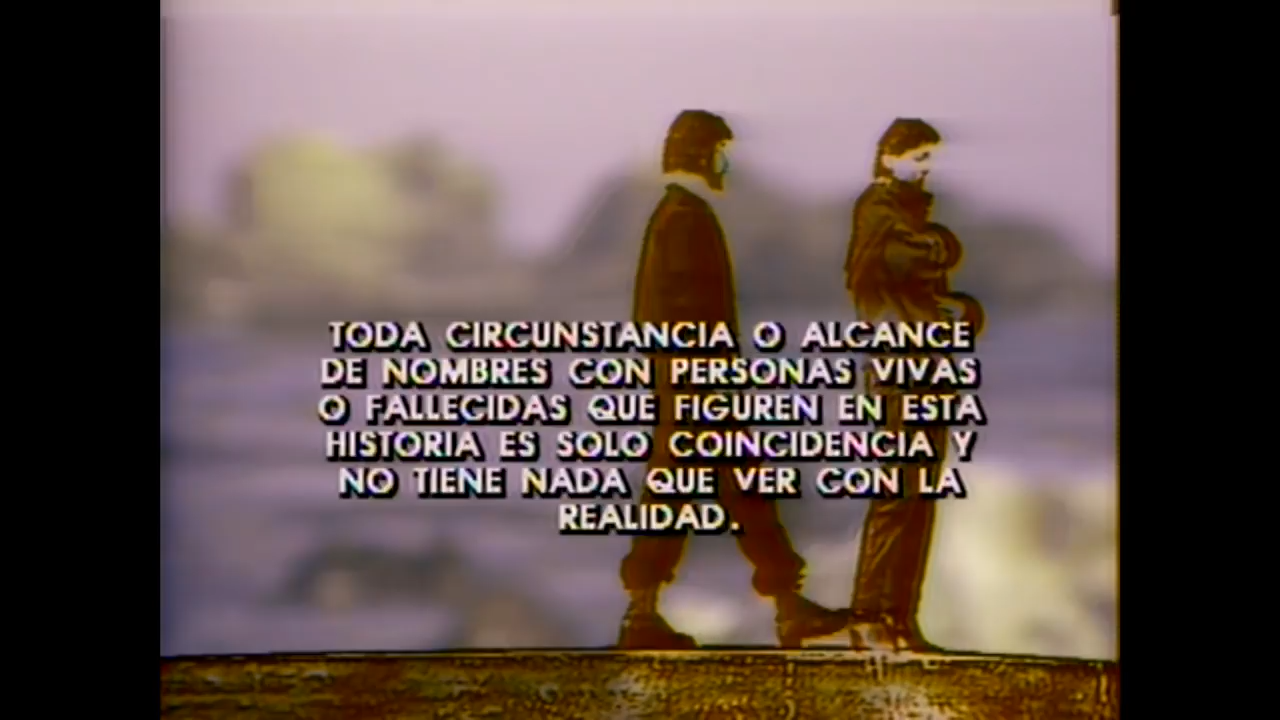 TODA CIRCUNSTANCIA O ALCANCE
DE NOMBRES CON PERSONAS VIVAS
O FALLECIDAS QUE FIGUREN EN ESTA
HISTORIA ES SOLO COINCIDENCIA Y
NO TIENE NADA QUE VER CON LA
REALIDAD.